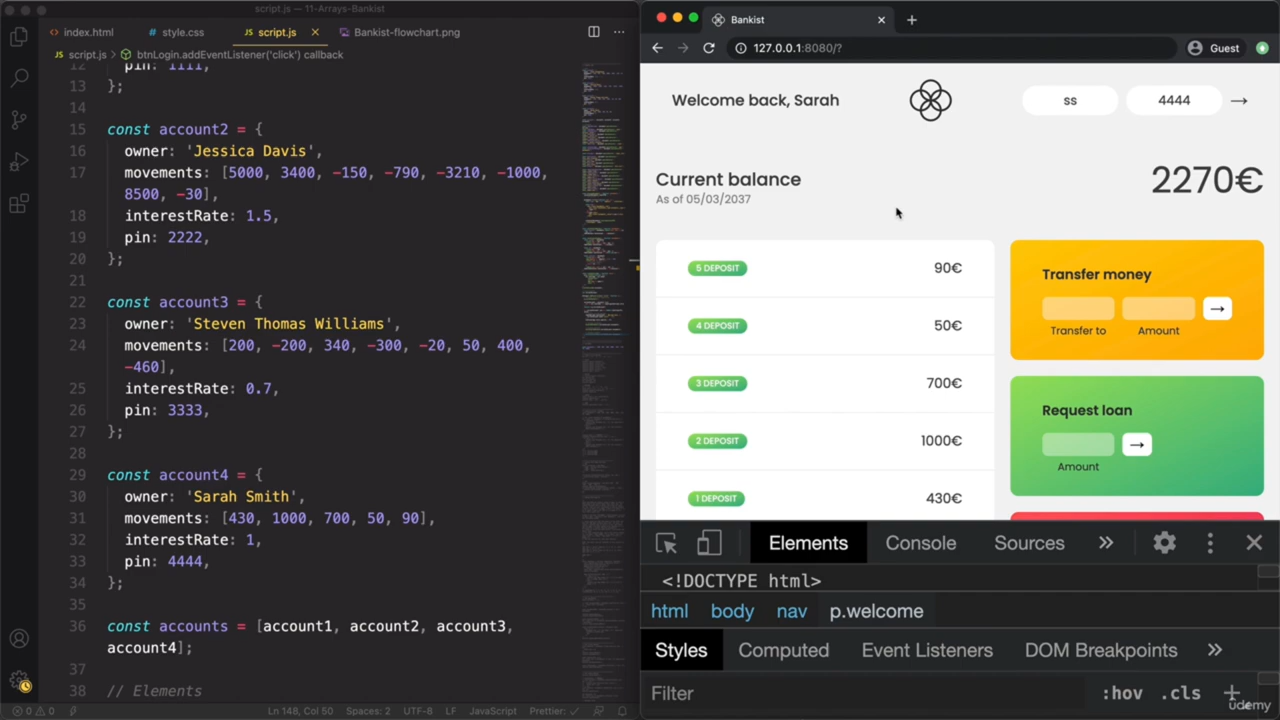 script.js - 11-Arrays-Bankist
index.html
style.css
JS script.js
Bankist-flowchart.png
JS script.js > btnLogin.addEventListener('click') callback
12 pin: 1111,
13 };
14
15 const account2 = {
16 owner: 'Jessica Davis',
17 movements: [5000, 3400, −150, −790, −3210, −1000,
8500, −30],
18 interestRate: 1.5,
19 pin: 2222,
20 };
21
22 const account3 = {
23 owner: 'Steven Thomas Williams',
24 movements: [200, −200, 340, −300, −20, 50, 400,
−460],
25 interestRate: 0.7,
26 pin: 3333,
27 };
28
29 const account4 = {
30 owner: 'Sarah Smith',
31 movements: [430, 1000, 700, 50, 90],
32 interestRate: 1,
33 pin: 4444,
34 };
35
36 const accounts = [account1, account2, account3,
account4];
37
38 // Elements
0 0 Ln 148, Col 50 Spaces: 2 UTF-8 LF JavaScript Prettier: ✓
Bankist
127.0.0.1:8080/?
Guest
Welcome back, Sarah
ss
4444
→
Current balance
As of 05/03/2037
2270€
5 DEPOSIT 90€
4 DEPOSIT 50€
3 DEPOSIT 700€
2 DEPOSIT 1000€
1 DEPOSIT 430€
Transfer money
→
Transfer to Amount
Request loan
→
Amount
Elements Console Sources »
<!DOCTYPE html>
html body nav p.welcome
Styles Computed Event Listeners DOM Breakpoints »
Filter :hov .cls +
udemy